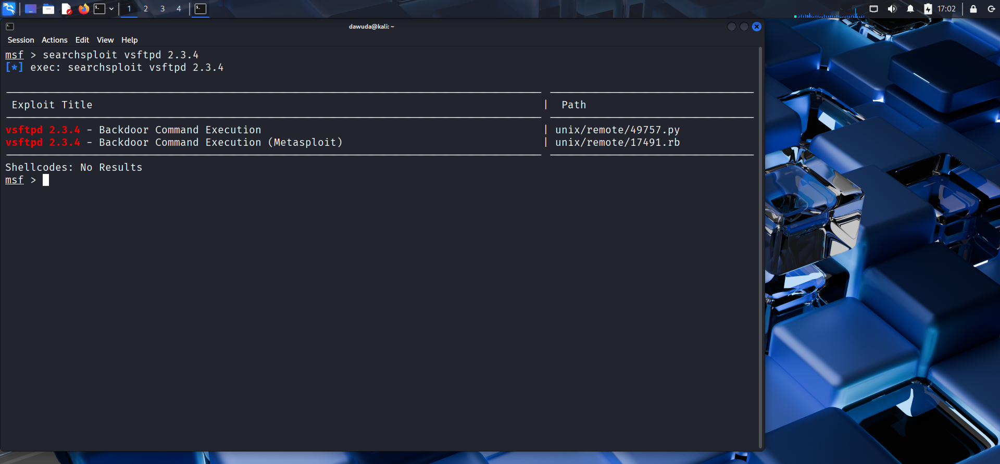 1 2 3 4 17:02
dawuda@kali: ~
Session Actions Edit View Help
msf > searchsploit vsftpd 2.3.4
[*] exec: searchsploit vsftpd 2.3.4
Exploit Title | Path
vsftpd 2.3.4 - Backdoor Command Execution | unix/remote/49757.py
vsftpd 2.3.4 - Backdoor Command Execution (Metasploit) | unix/remote/17491.rb
Shellcodes: No Results
msf >